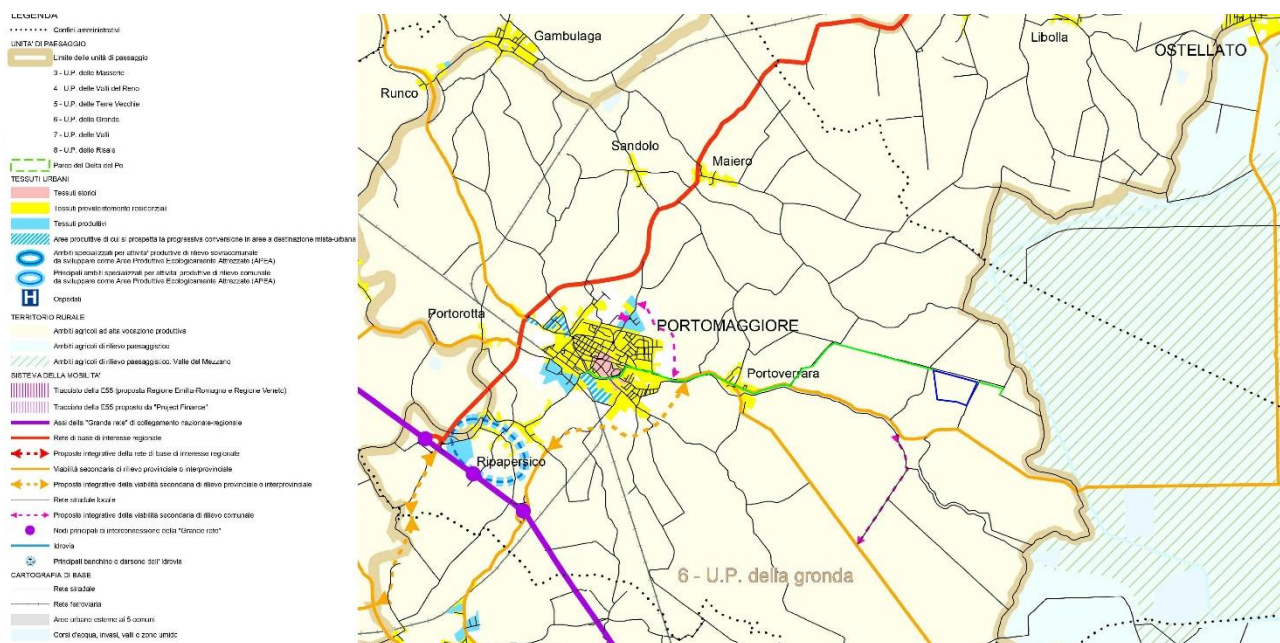 LEGENDA
Confini amministrativi
UNITA' DI PAESAGGIO
Limite delle unità di paesaggio
3 - U.P. delle Masserie
4 - U.P. delle Valli del Reno
5 - U.P. delle Terre Vecchie
6 - U.P. della Gronda
7 - U.P. delle Valli
8 - U.P. delle Risaie
Parco del Delta del Po
TESSUTI URBANI
Tessuti storici
Tessuti prevalentemente residenziali
Tessuti produttivi
Aree produttive di cui si prospetta la progressiva conversione in aree a destinazione mista-urbana
Ambiti specializzati per attivita' produttive di rilievo sovracomunale
da sviluppare come Aree Produttive Ecologicamente Attrezzate (APEA)
Principali ambiti specializzati per attivita' produttive di rilievo comunale
da sviluppare come Aree Produttive Ecologicamente Attrezzate (APEA)
H
Ospedali
TERRITORIO RURALE
Ambiti agricoli ad alta vocazione produttiva
Ambiti agricoli di rilievo paesaggistico
Ambiti agricoli di rilievo paesaggistico: Valle del Mezzano
SISTEMA DELLA MOBILITA'
Tracciato della E55 (proposta Regione Emilia-Romagna e Regione Veneto)
Tracciato della E55 proposto da "Project Finance"
Assi della "Grande rete" di collegamento nazionale-regionale
Rete di base di interesse regionale
Proposte integrative della rete di base di interesse regionale
Viabilità secondaria di rilievo provinciale o interprovinciale
Proposte integrative della viabilità secondaria di rilievo provinciale o interprovinciale
Rete stradale locale
Proposte integrative della viabilità secondaria di rilievo comunale
Nodi principali di interconnessione della "Grande rete"
Idrovia
Principali banchine e darsene dell' Idrovia
CARTOGRAFIA DI BASE
Rete stradale
Rete ferroviaria
Aree urbane esterne ai 5 comuni
Corsi d'acqua, invasi, valli e zone umide
Gambulaga
Libolla
OSTELLATO
Runco
Sandolo
Maiero
Portorotta
PORTOMAGGIORE
Portoverrara
Ripapersico
6 - U.P. della gronda